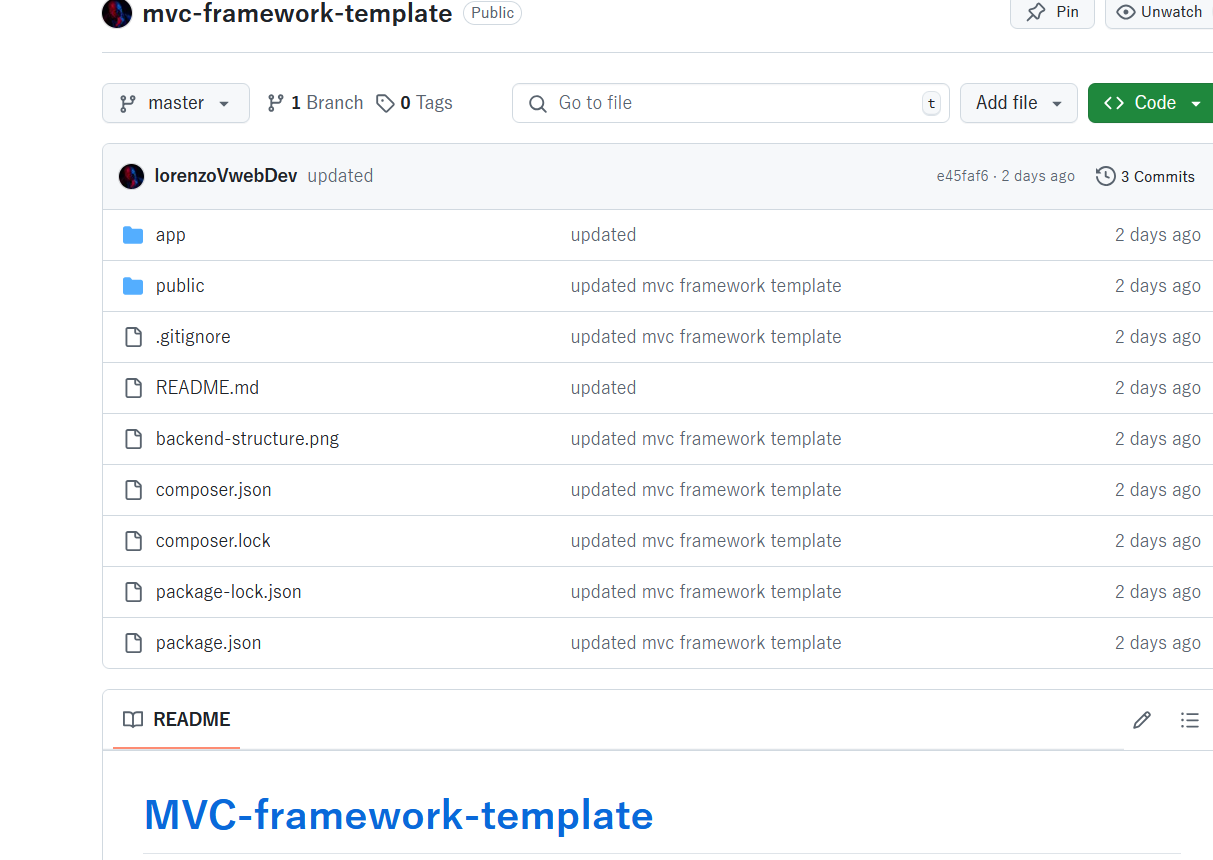 mvc-framework-template Public Pin Unwatch
master 1 Branch 0 Tags Go to file t Add file Code
lorenzoVwebDev updated e45faf6 · 2 days ago 3 Commits
app updated 2 days ago
public updated mvc framework template 2 days ago
.gitignore updated mvc framework template 2 days ago
README.md updated 2 days ago
backend-structure.png updated mvc framework template 2 days ago
composer.json updated mvc framework template 2 days ago
composer.lock updated mvc framework template 2 days ago
package-lock.json updated mvc framework template 2 days ago
package.json updated mvc framework template 2 days ago
README
MVC-framework-template